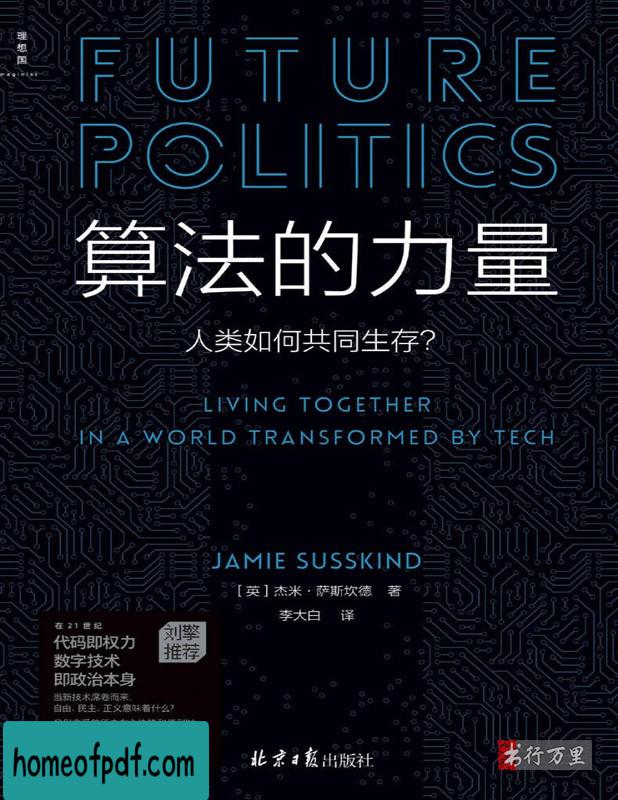 理想国
imaginist
FUTURE
POLITICS
算法的力量
人类如何共同生存?
LIVING TOGETHER
IN A WORLD TRANSFORMED BY TECH
JAMIE SUSSKIND
[英] 杰米·萨斯坎德 著
李大白 译
在21世纪
代码即权力
数字技术
即政治本身
刘擎
推荐
当新技术席卷而来,
自由、民主、正义意味着什么?
homeofpdf.com
北京日报出版社
书行万里